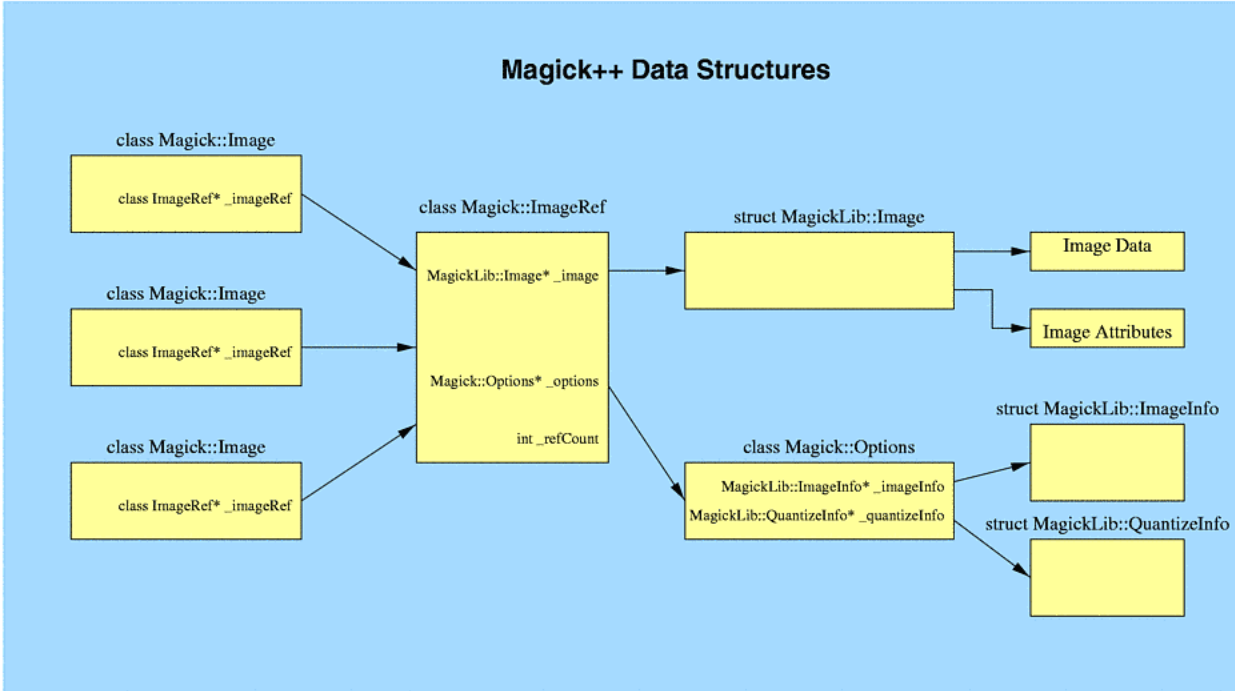 Magick++ Data Structures
class Magick::Image
class ImageRef* _imageRef
class Magick::Image
class ImageRef* _imageRef
class Magick::Image
class ImageRef* _imageRef
class Magick::ImageRef
MagickLib::Image* _image
Magick::Options* _options
int _refCount
struct MagickLib::Image
Image Data
Image Attributes
class Magick::Options
MagickLib::ImageInfo* _imageInfo
MagickLib::QuantizeInfo* _quantizeInfo
struct MagickLib::ImageInfo
struct MagickLib::QuantizeInfo